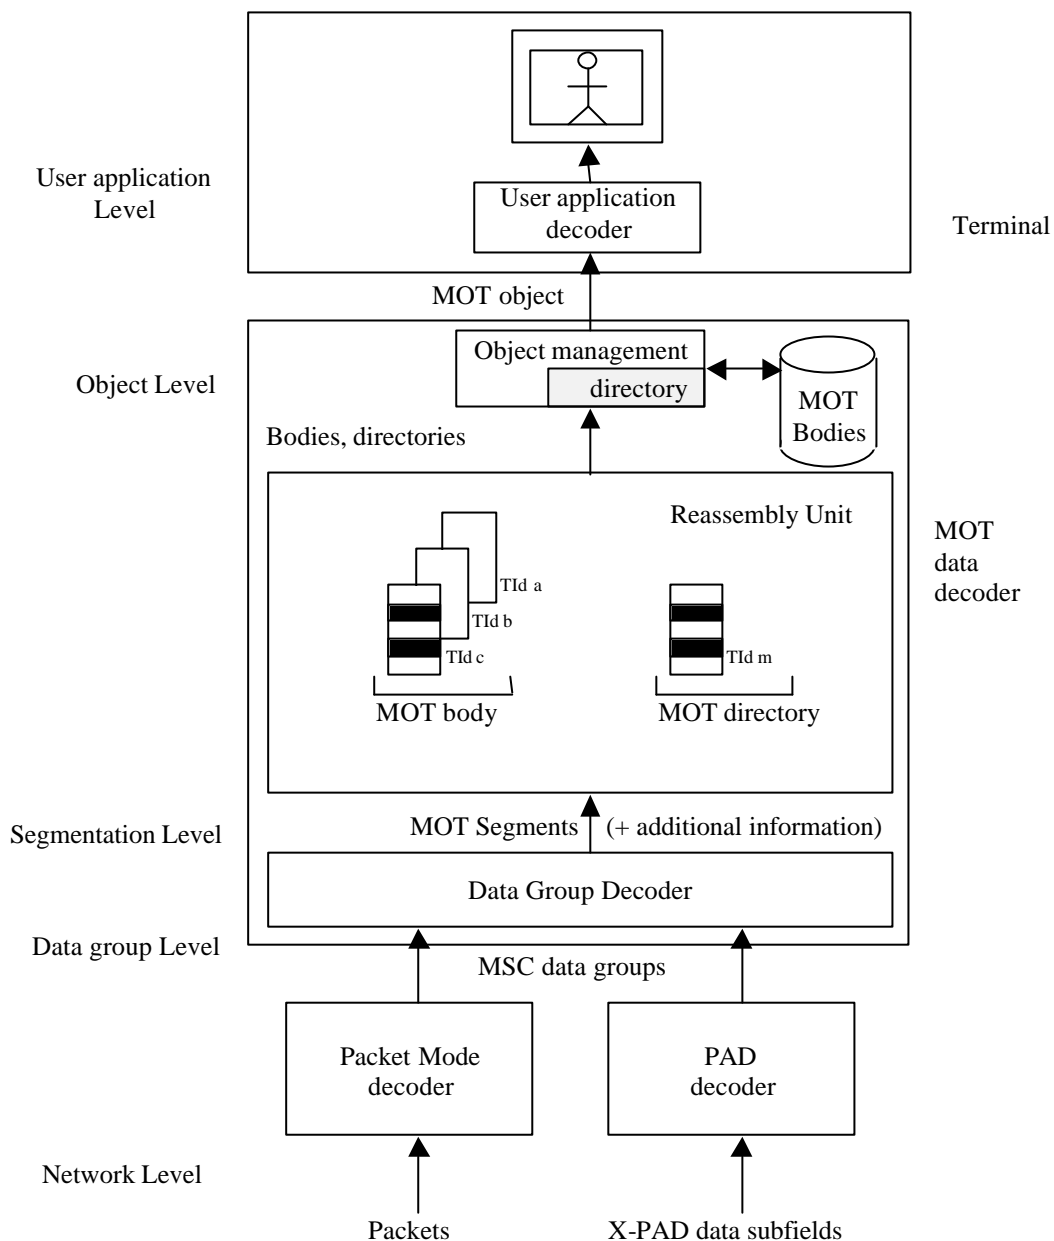 User application
Level
User application
decoder
Terminal
MOT object
Object Level
Object management
directory
MOT
Bodies
Bodies, directories
Reassembly Unit
MOT
data
decoder
TId a
TId b
TId c
TId m
MOT body
MOT directory
Segmentation Level
MOT Segments (+ additional information)
Data Group Decoder
Data group Level
MSC data groups
Packet Mode
decoder
PAD
decoder
Network Level
Packets
X-PAD data subfields